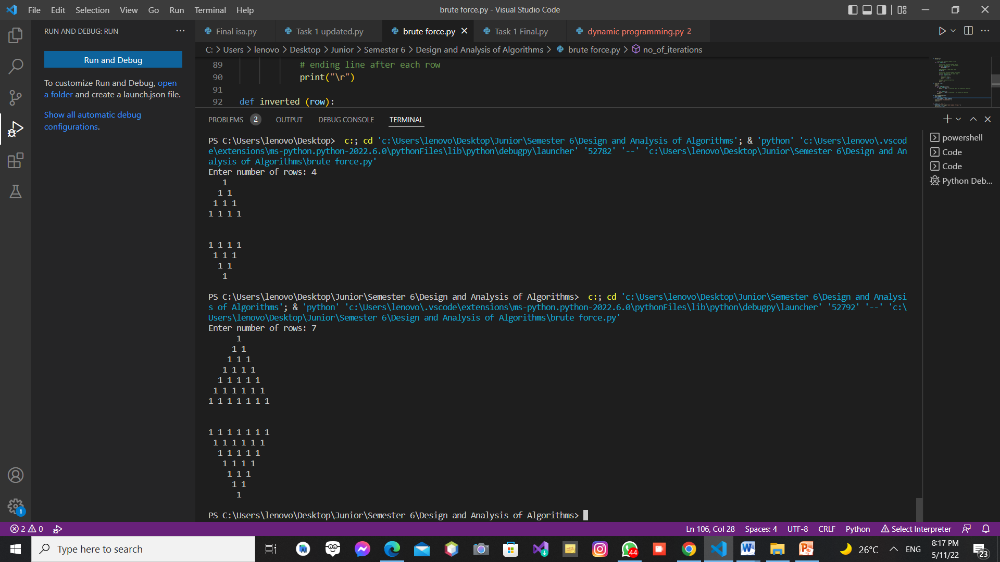 File Edit Selection View Go Run Terminal Help
brute force.py - Visual Studio Code
RUN AND DEBUG: RUN
Final isa.py
Task 1 updated.py
brute force.py
Task 1 Final.py
dynamic programming.py 2
Run and Debug
To customize Run and Debug, open
a folder and create a launch.json file.
Show all automatic debug
configurations.
C: > Users > lenovo > Desktop > Junior > Semester 6 > Design and Analysis of Algorithms > brute force.py > no_of_iterations
89 # ending line after each row
90 print("\r")
91
92 def inverted (row):
PROBLEMS 2 OUTPUT DEBUG CONSOLE TERMINAL
PS C:\Users\lenovo\Desktop> c:; cd 'c:\Users\lenovo\Desktop\Junior\Semester 6\Design and Analysis of Algorithms'; & 'python' 'c:\Users\lenovo\.vscod
e\extensions\ms-python.python-2022.6.0\pythonFiles\lib\python\debugpy\launcher' '52782' '--' 'c:\Users\lenovo\Desktop\Junior\Semester 6\Design and An
alysis of Algorithms\brute force.py'
Enter number of rows: 4
1
1 1
1 1 1
1 1 1 1
1 1 1 1
1 1 1
1 1
1
PS C:\Users\lenovo\Desktop\Junior\Semester 6\Design and Analysis of Algorithms> c:; cd 'c:\Users\lenovo\Desktop\Junior\Semester 6\Design and Analysi
s of Algorithms'; & 'python' 'c:\Users\lenovo\.vscode\extensions\ms-python.python-2022.6.0\pythonFiles\lib\python\debugpy\launcher' '52792' '--' 'c:\
Users\lenovo\Desktop\Junior\Semester 6\Design and Analysis of Algorithms\brute force.py'
Enter number of rows: 7
1
1 1
1 1 1
1 1 1 1
1 1 1 1 1
1 1 1 1 1 1
1 1 1 1 1 1 1
1 1 1 1 1 1 1
1 1 1 1 1 1
1 1 1 1 1
1 1 1 1
1 1 1
1 1
1
PS C:\Users\lenovo\Desktop\Junior\Semester 6\Design and Analysis of Algorithms>
powershell
Code
Code
Python Deb...
1
2 0
Ln 106, Col 28 Spaces: 4 UTF-8 CRLF Python Select Interpreter
Type here to search
44
26°C ENG
8:17 PM
5/11/22
23